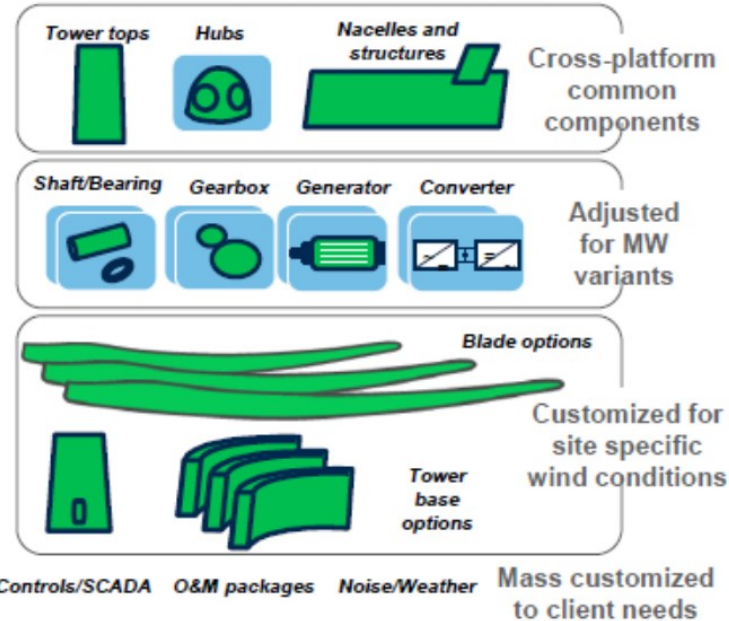 Tower tops
Hubs
Nacelles and
structures
Cross-platform
common
components
Shaft/Bearing
Gearbox
Generator
Converter
Adjusted
for MW
variants
Blade options
Customized for
site specific
wind conditions
Tower
base
options
Controls/SCADA
O&M packages
Noise/Weather
Mass customized
to client needs